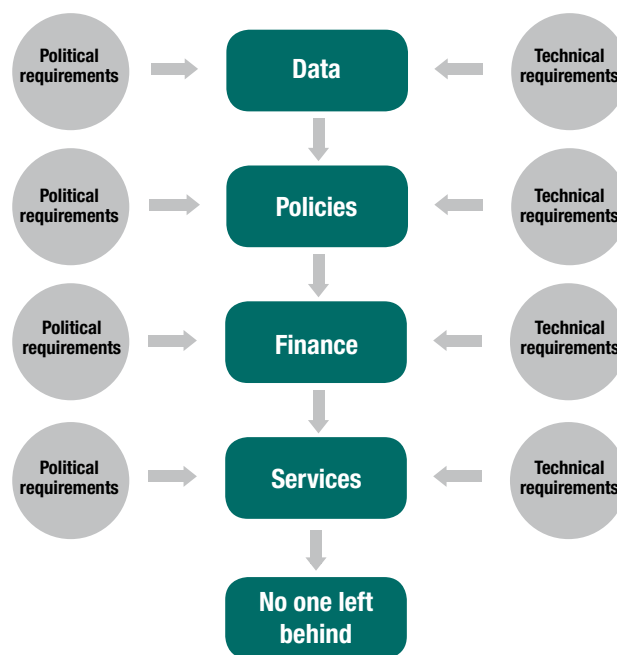 Political
requirements
Data
Technical
requirements
Political
requirements
Policies
Technical
requirements
Political
requirements
Finance
Technical
requirements
Political
requirements
Services
Technical
requirements
No one left
behind